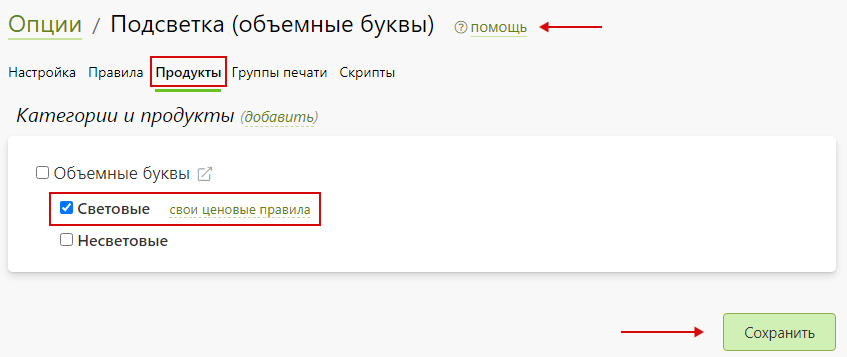 Опции / Подсветка (объемные буквы) ? помощь
Настройка Правила Продукты Группы печати Скрипты
Категории и продукты (добавить)
Объемные буквы
Световые свои ценовые правила
Несветовые
Сохранить